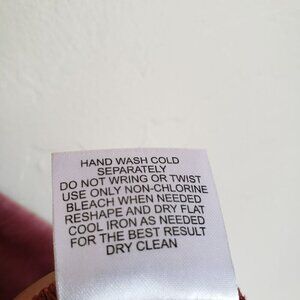 HAND WASH COLD
SEPARATELY
DO NOT WRING OR TWIST
USE ONLY NON-CHLORINE
BLEACH WHEN NEEDED
RESHAPE AND DRY FLAT
COOL IRON AS NEEDED
FOR THE BEST RESULT
DRY CLEAN